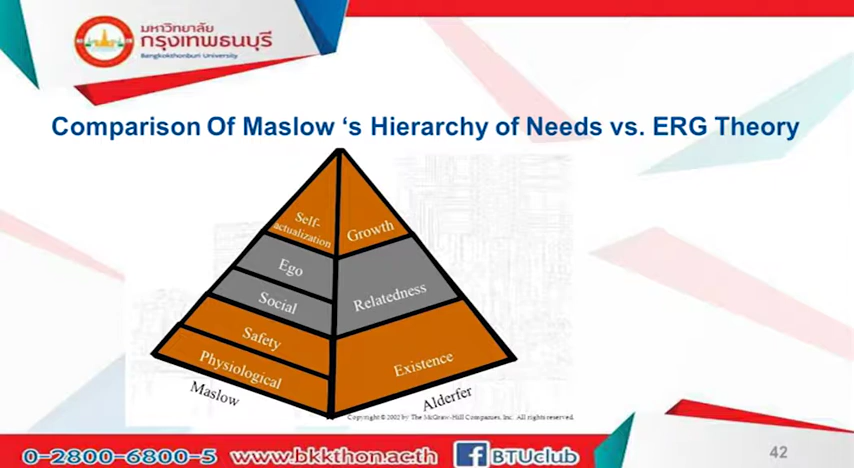 มหาวิทยาลัย
กรุงเทพธนบุรี
Bangkokthonburi University
Comparison Of Maslow ‘s Hierarchy of Needs vs. ERG Theory
Self-
actualization
Growth
Ego
Social
Relatedness
Safety
Physiological
Existence
Maslow
Alderfer
Copyright © 2002 by The McGraw-Hill Companies, Inc. All rights reserved.
0-2800-6800-5 www.bkkthon.ac.th f BTUclub
42